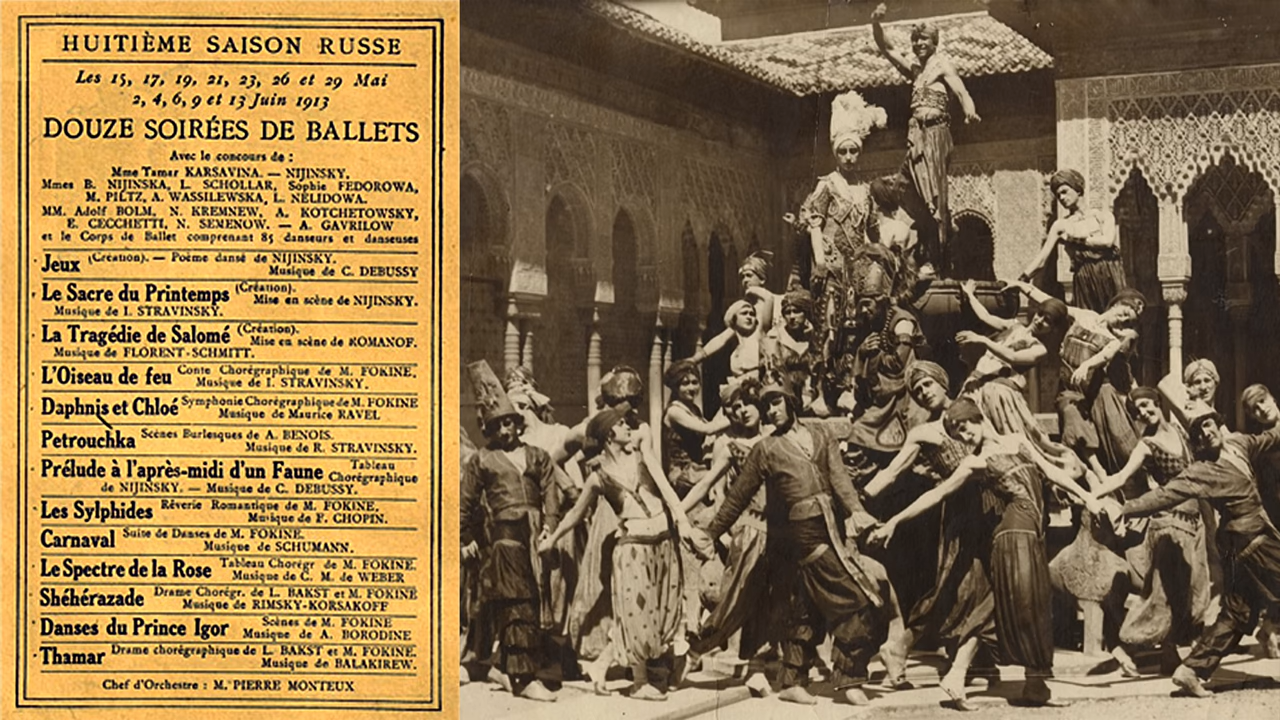 HUITIÈME SAISON RUSSE
Les 15, 17, 19, 21, 23, 26 et 29 Mai
2, 4, 6, 9 et 13 Juin 1913
DOUZE SOIRÉES DE BALLETS
Avec le concours de :
Mme Tamar KARSAVINA. — NIJINSKY.
Mmes B. NIJINSKA, L. SCHOLLAR, Sophie FEDOROWA,
M. PILTZ, A. WASSILEWSKA, L. NELIDOWA.
MM. Adolf BOLM, N. KREMNEW, A. KOTCHETOWSKY,
E. CECCHETTI, N. SEMENOW. — A. GAVRILOW
et le Corps de Ballet comprenant 85 danseurs et danseuses
Jeux (Création). — Poème dansé de NIJINSKY.
Musique de C. DEBUSSY
Le Sacre du Printemps (Création).
Mise en scène de NIJINSKY.
Musique de I. STRAVINSKY.
La Tragédie de Salomé (Création).
Mise en scène de ROMANOF.
Musique de FLORENT-SCHMITT.
L'Oiseau de feu Conte Chorégraphique de M. FOKINE.
Musique de I. STRAVINSKY.
Daphnis et Chloé Symphonie Chorégraphique de M. FOKINE
Musique de Maurice RAVEL
Petrouchka Scènes Burlesques de A. BENOIS.
Musique de R. STRAVINSKY.
Prélude à l'après-midi d'un Faune Tableau
Chorégraphique
de NIJINSKY. — Musique de C. DEBUSSY.
Les Sylphides Rêverie Romantique de M. FOKINE.
Musique de F. CHOPIN.
Carnaval Suite de Danses de M. FOKINE.
Musique de SCHUMANN.
Le Spectre de la Rose Tableau Chorégr de M. FOKINE.
Musique de C. M. de WEBER
Shéhérazade Drame Chorégr. de L. BAKST et M. FOKINE
Musique de RIMSKY-KORSAKOFF
Danses du Prince Igor Scènes de M. FOKINE
Musique de A. BORODINE
Thamar Drame chorégraphique de L. BAKST et M. FOKINE.
Musique de BALAKIREW.
Chef d'Orchestre : M. PIERRE MONTEUX